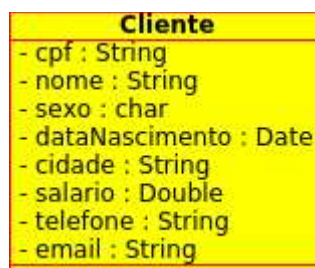 Cliente
- cpf : String
- nome : String
- sexo : char
- dataNascimento : Date
- cidade : String
- salario : Double
- telefone : String
- email : String